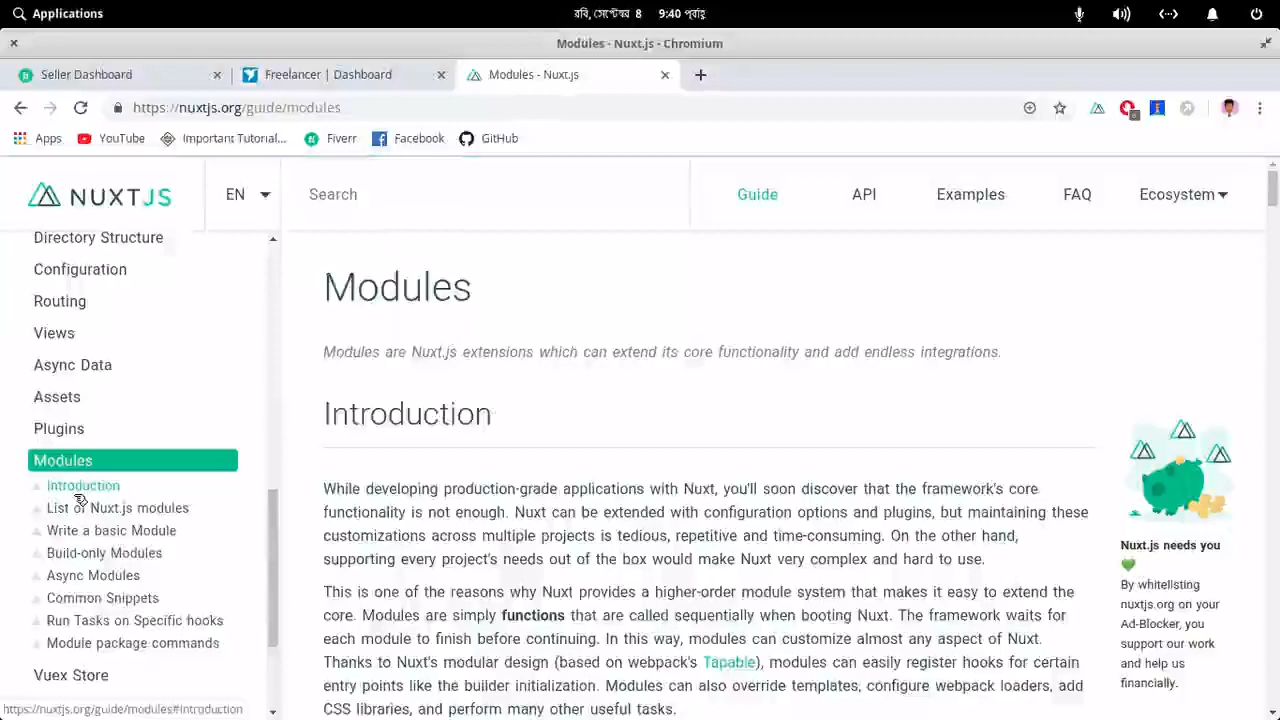 Applications
রবি, সেপ্টেম্বর 8 9:40 পূর্বাহ্ণ
Modules - Nuxt.js - Chromium
Seller Dashboard
Freelancer | Dashboard
Modules - Nuxt.js
https://nuxtjs.org/guide/modules
Apps
YouTube
Important Tutorial...
Fiverr
Facebook
GitHub
NUXTJS
EN
Search
Guide
API
Examples
FAQ
Ecosystem
Directory Structure
Configuration
Routing
Views
Async Data
Assets
Plugins
Modules
Introduction
List of Nuxt.js modules
Write a basic Module
Build-only Modules
Async Modules
Common Snippets
Run Tasks on Specific hooks
Module package commands
Vuex Store
https://nuxtjs.org/guide/modules#introduction
Modules
Modules are Nuxt.js extensions which can extend its core functionality and add endless integrations.
Introduction
While developing production-grade applications with Nuxt, you'll soon discover that the framework's core
functionality is not enough. Nuxt can be extended with configuration options and plugins, but maintaining these
customizations across multiple projects is tedious, repetitive and time-consuming. On the other hand,
supporting every project's needs out of the box would make Nuxt very complex and hard to use.
This is one of the reasons why Nuxt provides a higher-order module system that makes it easy to extend the
core. Modules are simply functions that are called sequentially when booting Nuxt. The framework waits for
each module to finish before continuing. In this way, modules can customize almost any aspect of Nuxt.
Thanks to Nuxt's modular design (based on webpack's Tapable), modules can easily register hooks for certain
entry points like the builder initialization. Modules can also override templates, configure webpack loaders, add
CSS libraries, and perform many other useful tasks.
Nuxt.js needs you
By whitelisting
nuxtjs.org on your
Ad-Blocker, you
support our work
and help us
financially.